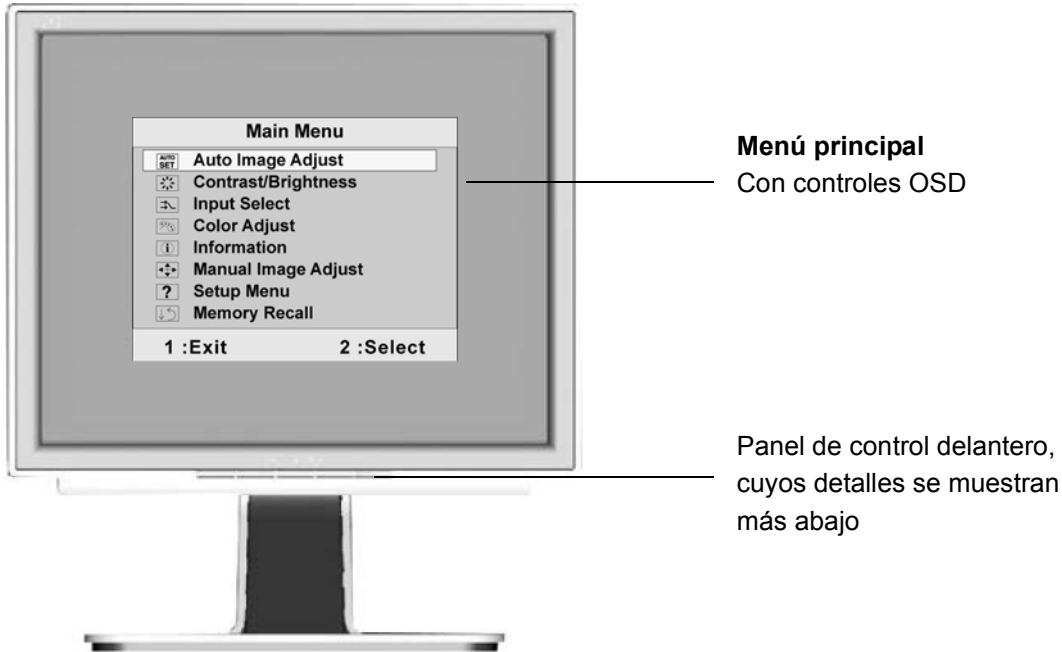 Main Menu
AUTO
SET
Auto Image Adjust
Contrast/Brightness
Input Select
Color Adjust
Information
Manual Image Adjust
? Setup Menu
Memory Recall
1 :Exit 2 :Select
Menú principal
Con controles OSD
Panel de control delantero,
cuyos detalles se muestran
más abajo